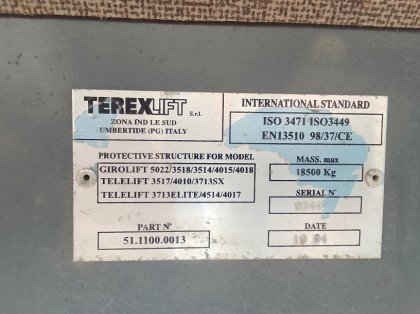 TEREXLIFT S.r.l.
ZONA IND LE SUD
UMBERTIDE (PG) ITALY
INTERNATIONAL STANDARD
ISO 3471 ISO3449
EN13510 98/37/CE
PROTECTIVE STRUCTURE FOR MODEL
GIROLIFT 5022/3518/3514/4015/4018
TELELIFT 3517/4010/3713SX
TELELIFT 3713ELITE/4514/4017
MASS. max
18500 Kg
SERIAL N°
PART N°
51.1100.0013
DATE